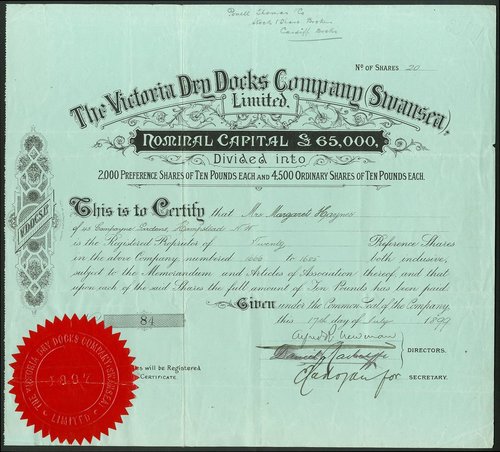 Powell Thomas & Co
Stock & Share Brokers
Cardiff
Nº OF SHARES 20
The Victoria Dry Docks Company (Swansea),
Limited.
NOMINAL CAPITAL £65,000,
Divided into
2,000 PREFERENCE SHARES OF TEN POUNDS EACH AND 4,500 ORDINARY SHARES OF TEN POUNDS EACH.
This is to Certify that Mrs Margaret Haynes
of 115 Compayne Gardens, Hampstead N.W
is the Registered Proprietor of Twenty Preference Shares
in the above Company numbered 1666 to 1685 both inclusive,
subject to the Memorandum and Articles of Association thereof and that
upon each of the said Shares the full amount of Ten Pounds has been paid.
Given under the Common Seal of the Company,
this 17th day of July 1899
84
Alfred R. Newman
DIRECTORS.
SECRETARY.
will be Registered
CERTIFICATE.
THE VICTORIA DRY DOCKS COMPANY (SWANSEA)
LIMITED.
1897